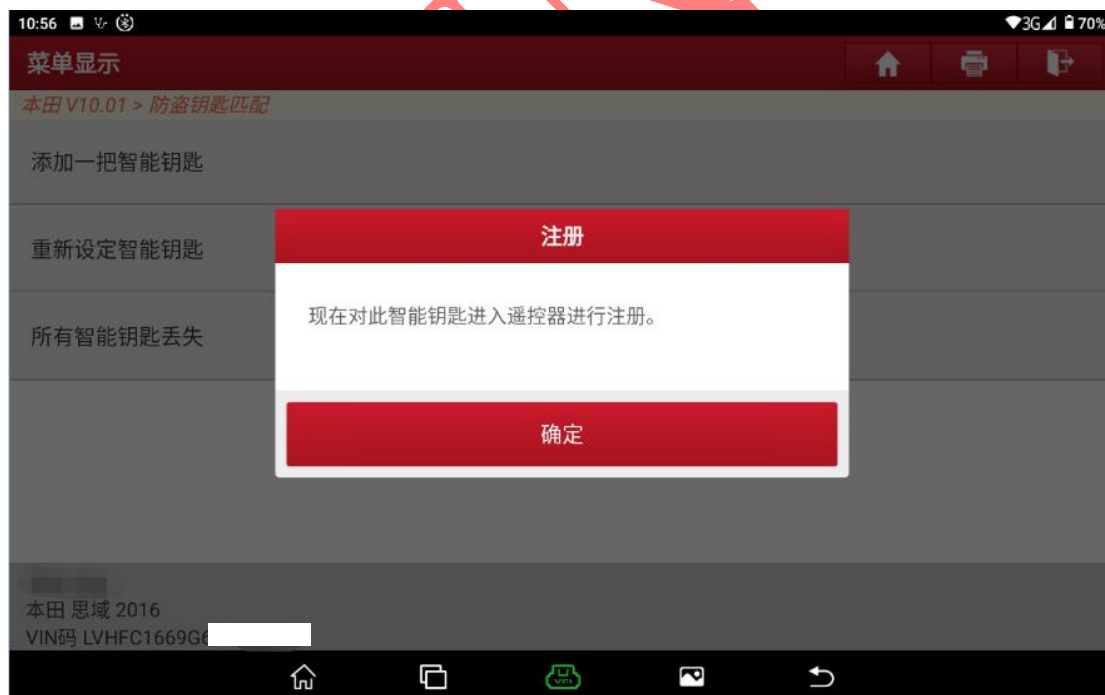 10:56
3G 70%
菜单显示
本田 V10.01 > 防盗钥匙匹配
添加一把智能钥匙
重新设定智能钥匙
所有智能钥匙丢失
注册
现在对此智能钥匙进入遥控器进行注册。
确定
本田 思域 2016
VIN码 LVHFC1669G6
VCI